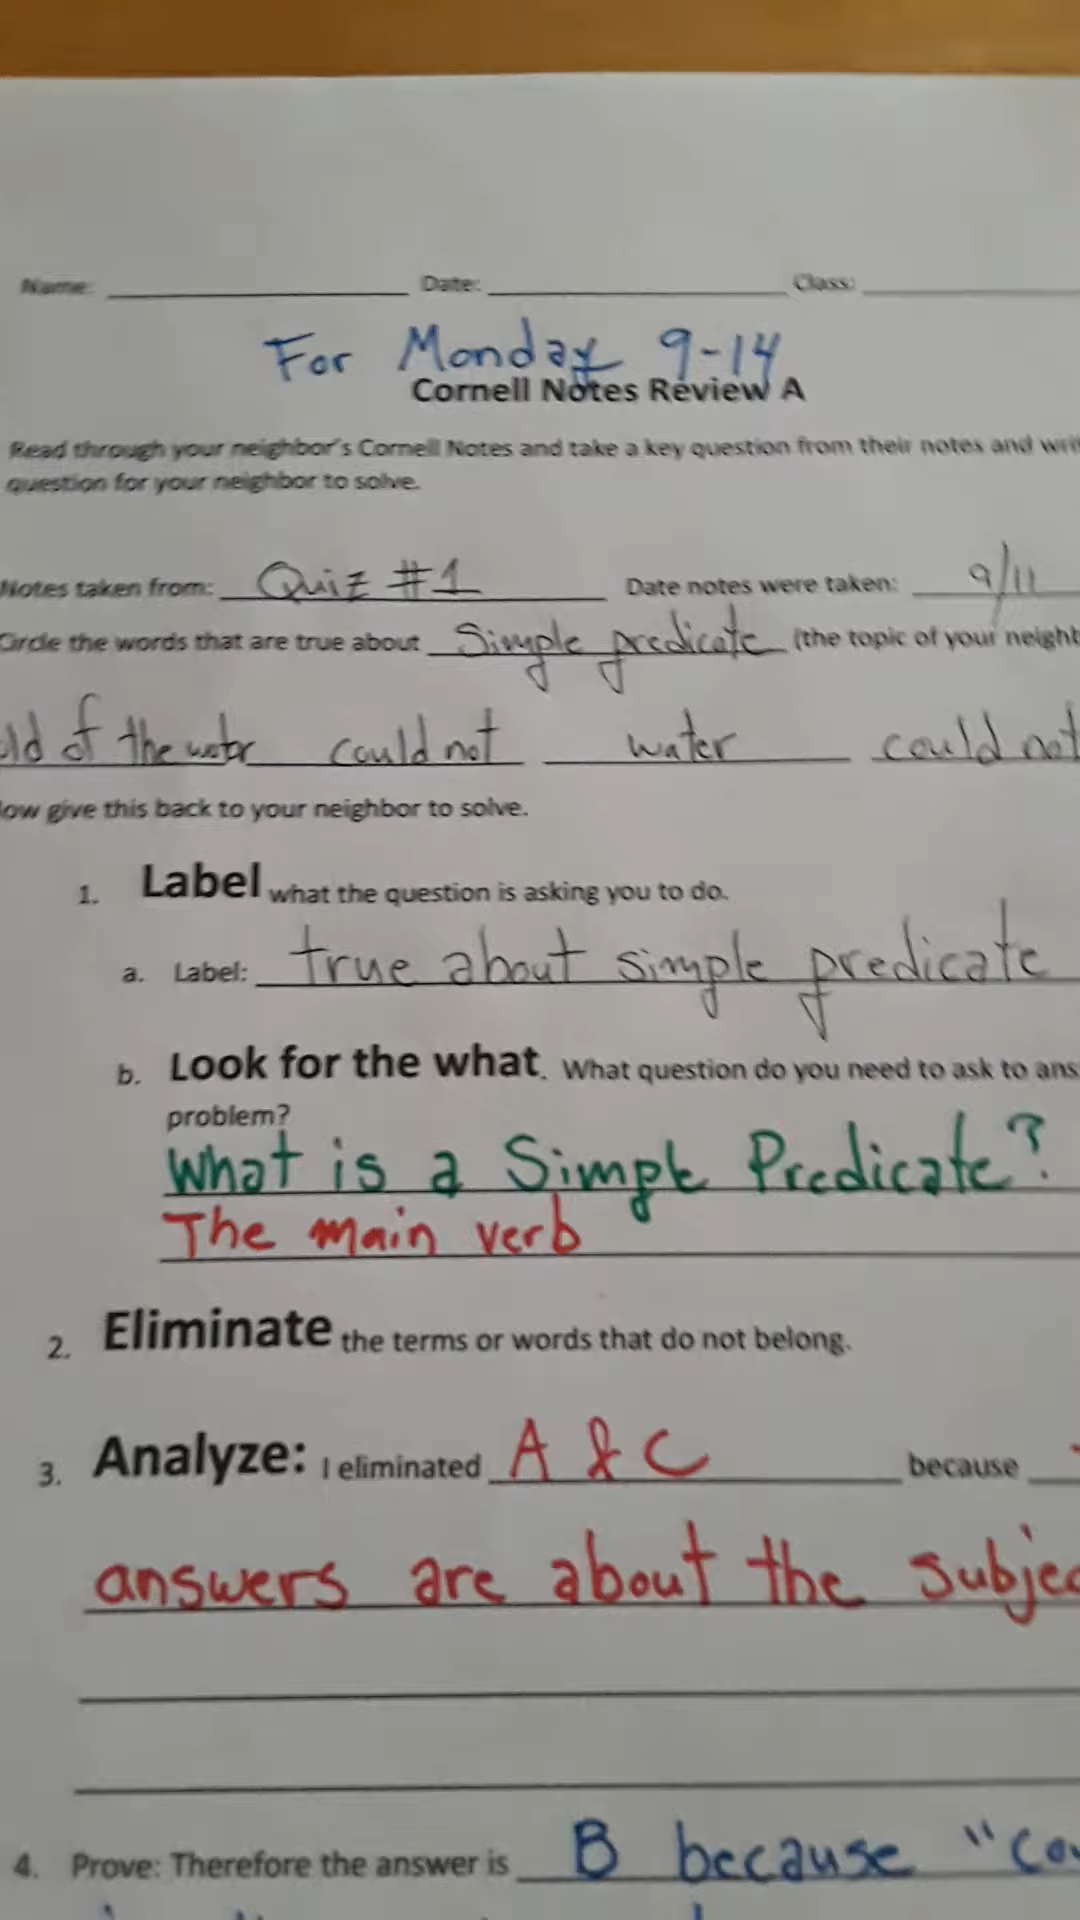 Name: Date: Class:
For Monday 9-14
Cornell Notes Review A
Read through your neighbor's Cornell Notes and take a key question from their notes and
question for your neighbor to solve.
Notes taken from: Quiz #1 Date notes were taken: 9/11
Circle the words that are true about Simple predicate (the topic of your
of the water could not water could not
give this back to your neighbor to solve.
1. Label what the question is asking you to do.
a. Label: true about simple predicate
b. Look for the what. What question do you need to ask to
problem?
What is a Simple Predicate?
The main verb
2. Eliminate the terms or words that do not belong.
3. Analyze: I eliminated A & C because
answers are about the
4. Prove: Therefore the answer is B because "